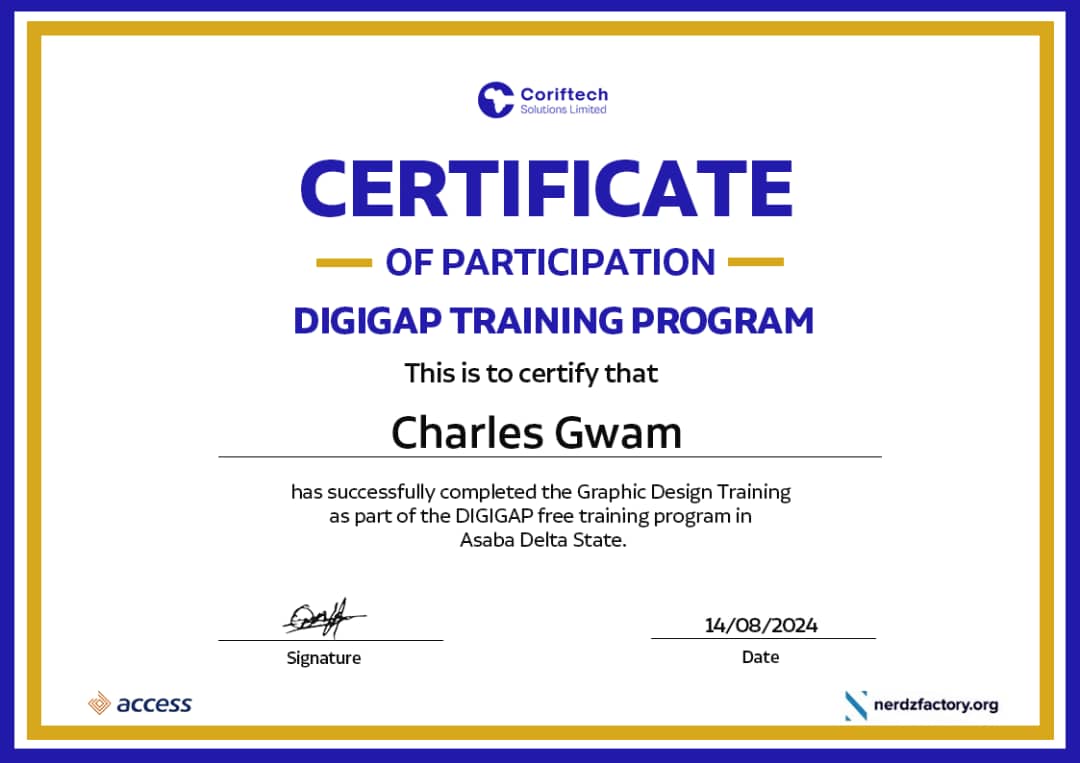 Coriftech
Solutions Limited
CERTIFICATE
OF PARTICIPATION
DIGIGAP TRAINING PROGRAM
This is to certify that
Charles Gwam
has successfully completed the Graphic Design Training
as part of the DIGIGAP free training program in
Asaba Delta State.
14/08/2024
Signature
Date
access
nerdzfactory.org